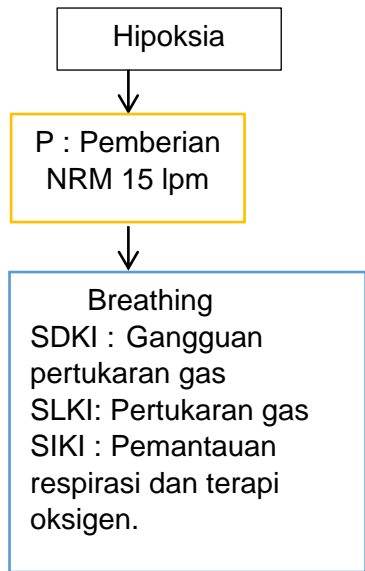 Hipoksia
P : Pemberian
NRM 15 lpm
Breathing
SDKI : Gangguan
pertukaran gas
SLKI: Pertukaran gas
SIKI : Pemantauan
respirasi dan terapi
oksigen.